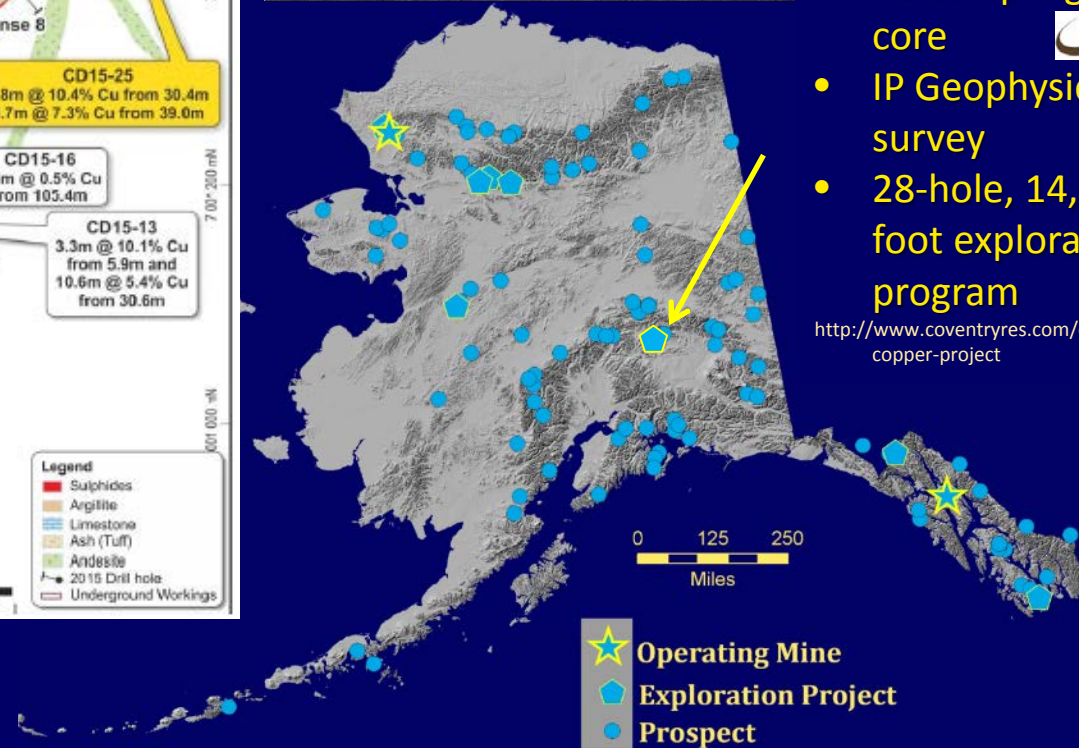 nse 8
CD15-25
8m @ 10.4% Cu from 30.4m
.7m @ 7.3% Cu from 39.0m
CD15-16
m @ 0.5% Cu
rom 105.4m
CD15-13
3.3m @ 10.1% Cu
from 5.9m and
10.6m @ 5.4% Cu
from 30.6m
Legend
Sulphides
Argillite
Limestone
Ash (Tuff)
Andesite
2015 Drill hole
Underground Workings
core
• IP Geophysic
survey
• 28-hole, 14,
foot explora
program
http://www.coventryres.com/
copper-project
0 125 250
Miles
Operating Mine
Exploration Project
Prospect